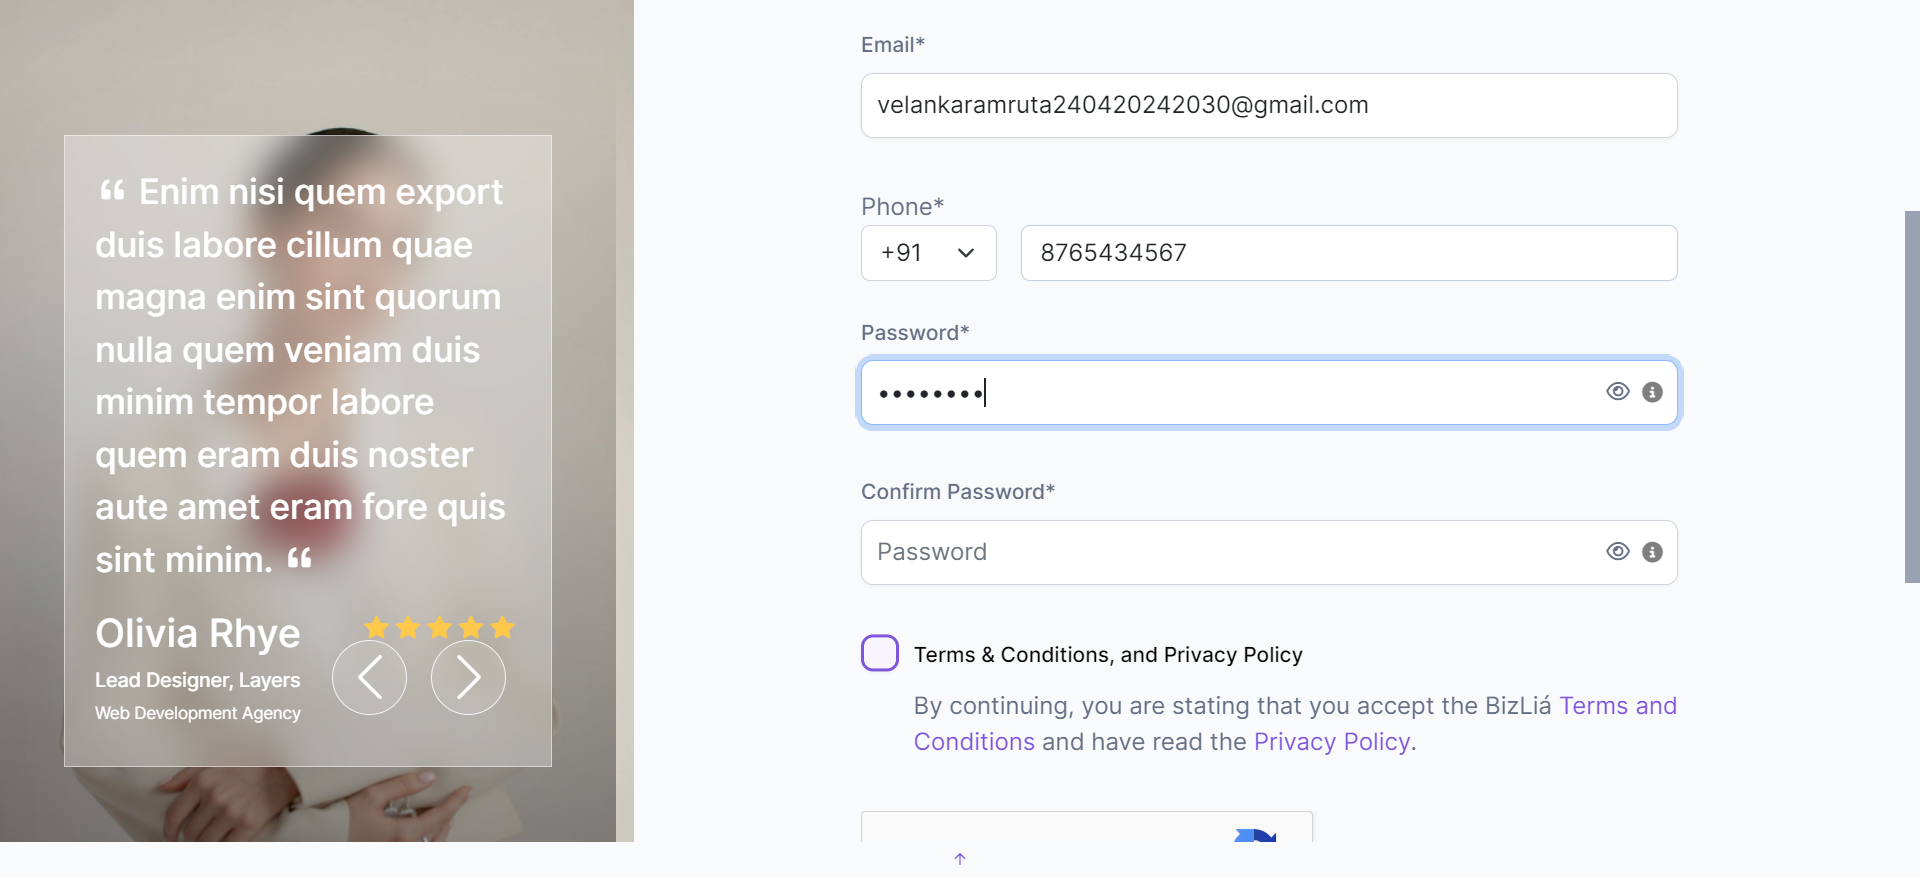 “ Enim nisi quem export
duis labore cillum quae
magna enim sint quorum
nulla quem veniam duis
minim tempor labore
quem eram duis noster
aute amet eram fore quis
sint minim. “
Olivia Rhye
Lead Designer, Layers
Web Development Agency
Email*
velankaramruta240420242030@gmail.com
Phone*
+91 8765434567
Password*
••••••••
Confirm Password*
Password
Terms & Conditions, and Privacy Policy
By continuing, you are stating that you accept the BizLiá Terms and
Conditions and have read the Privacy Policy.